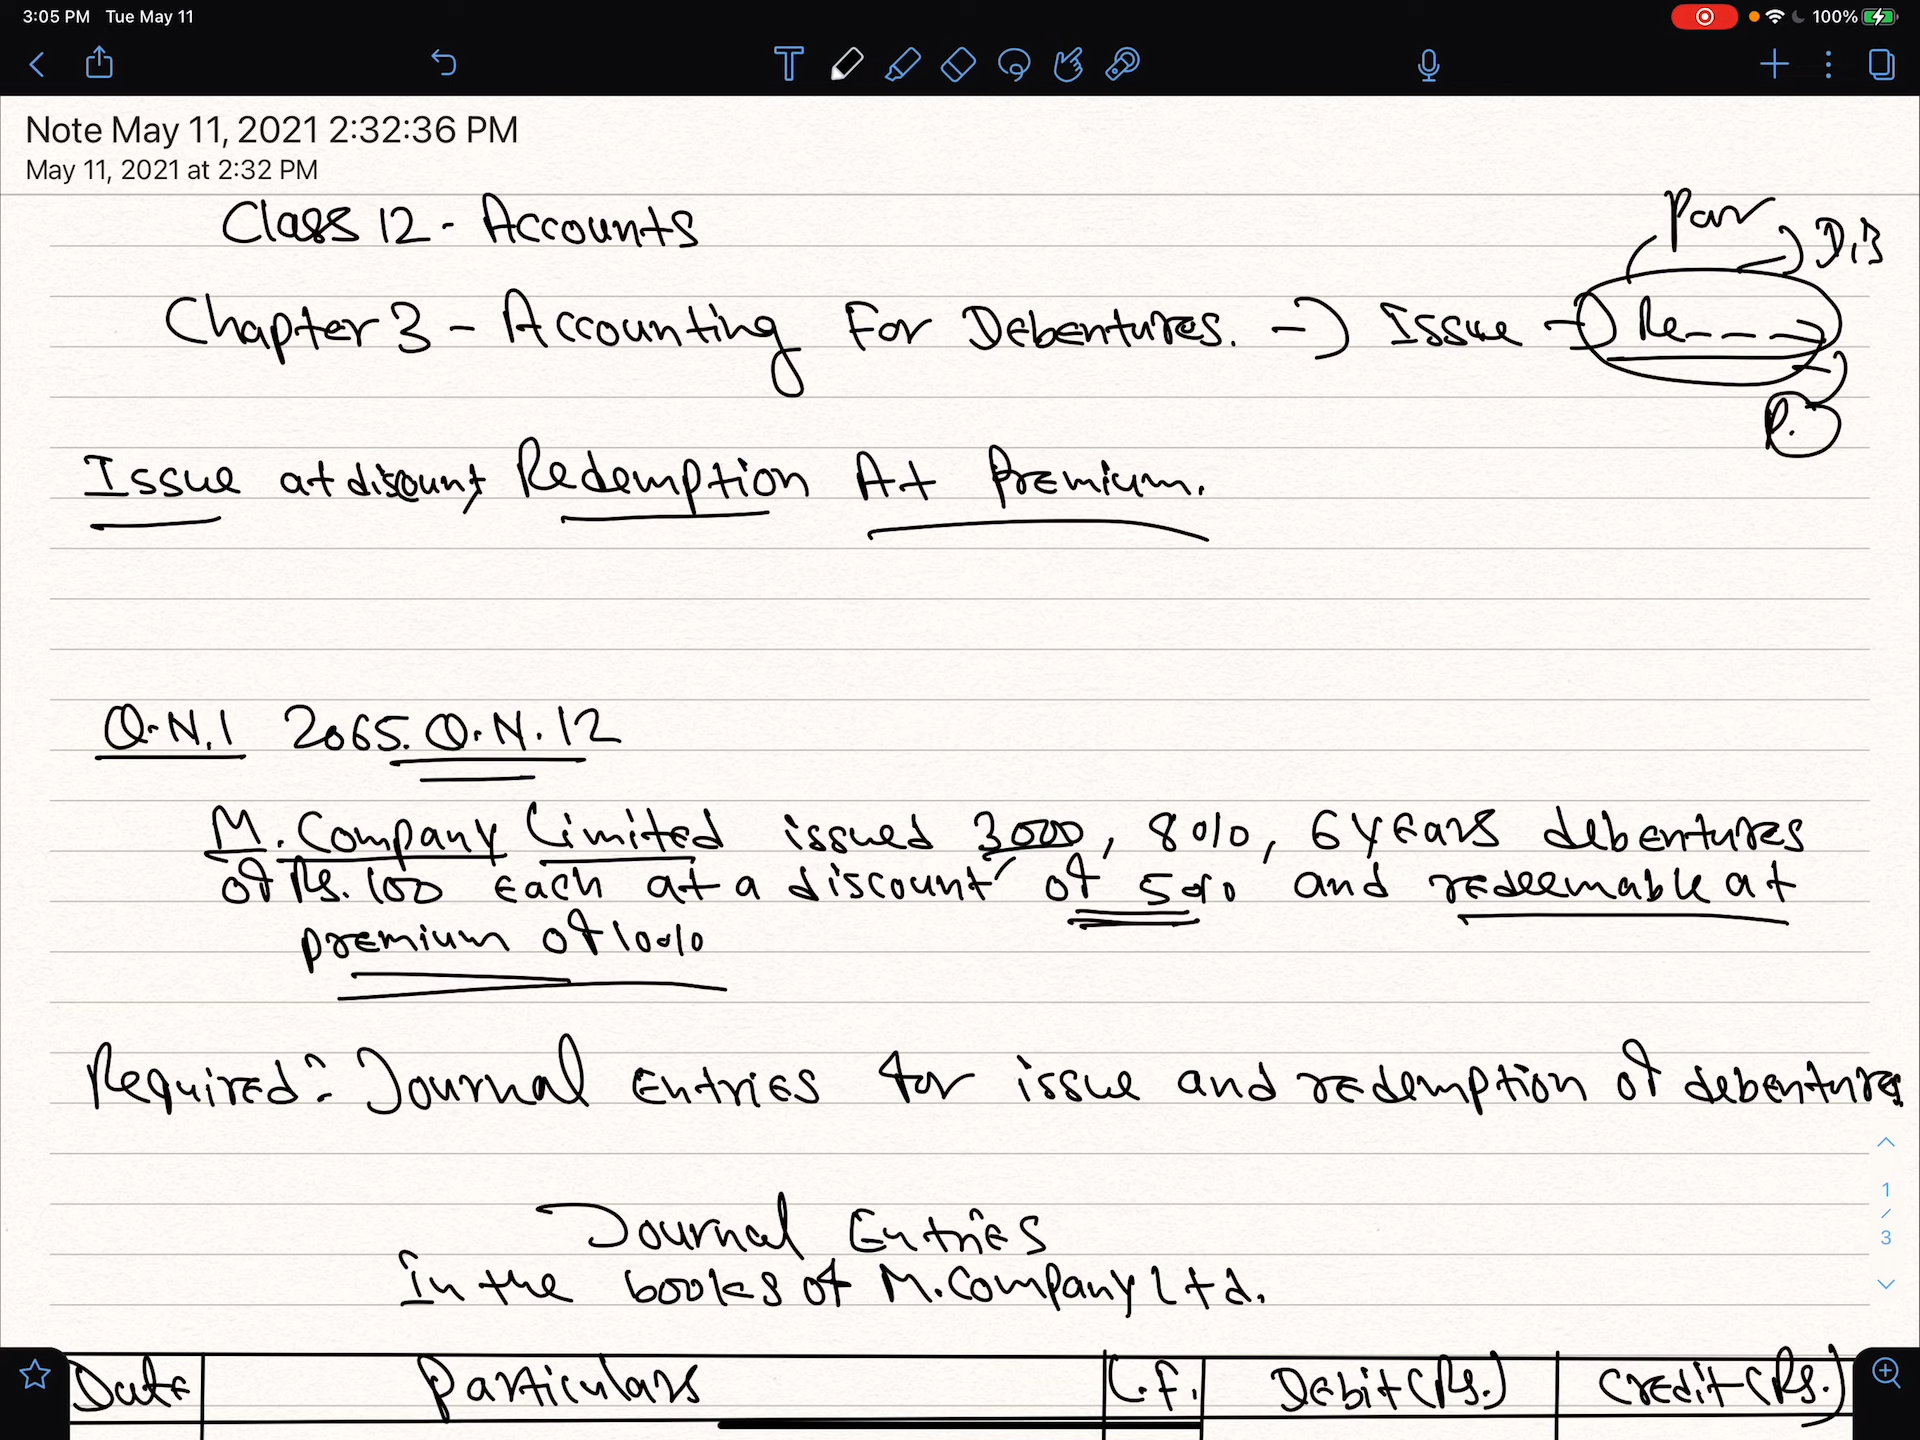 3:05 PM Tue May 11
100%
Note May 11, 2021 2:32:36 PM
May 11, 2021 at 2:32 PM
Class 12 - Accounts
Par
Dis
Chapter 3 - Accounting For Debentures. -) Issue -) Re---
P.
Issue at discount, Redemption At Premium.
Q.N.1 2065. Q.N. 12
M. Company Limited issued 3000, 8%, 6 years debentures
of Rs. 100 each at a discount of 5% and redeemable at
premium of 10%
Required:- Journal Entries for issue and redemption of debentures
1
/
3
Journal Entries
In the books of M. Company Ltd.
Date Particulars L.F. Debit (Rs.) Credit (Rs.)